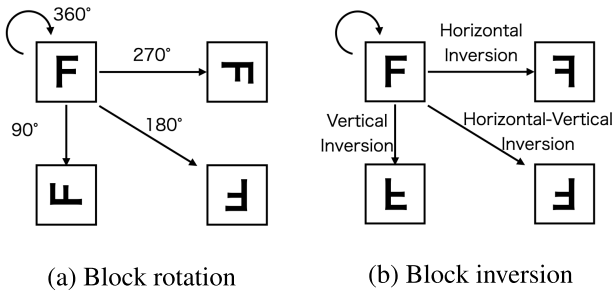 360°
F
270°
F
90°
180°
F
F
(a) Block rotation
F
Horizontal
Inversion
F
Vertical
Inversion
Horizontal-Vertical
Inversion
F
F
(b) Block inversion